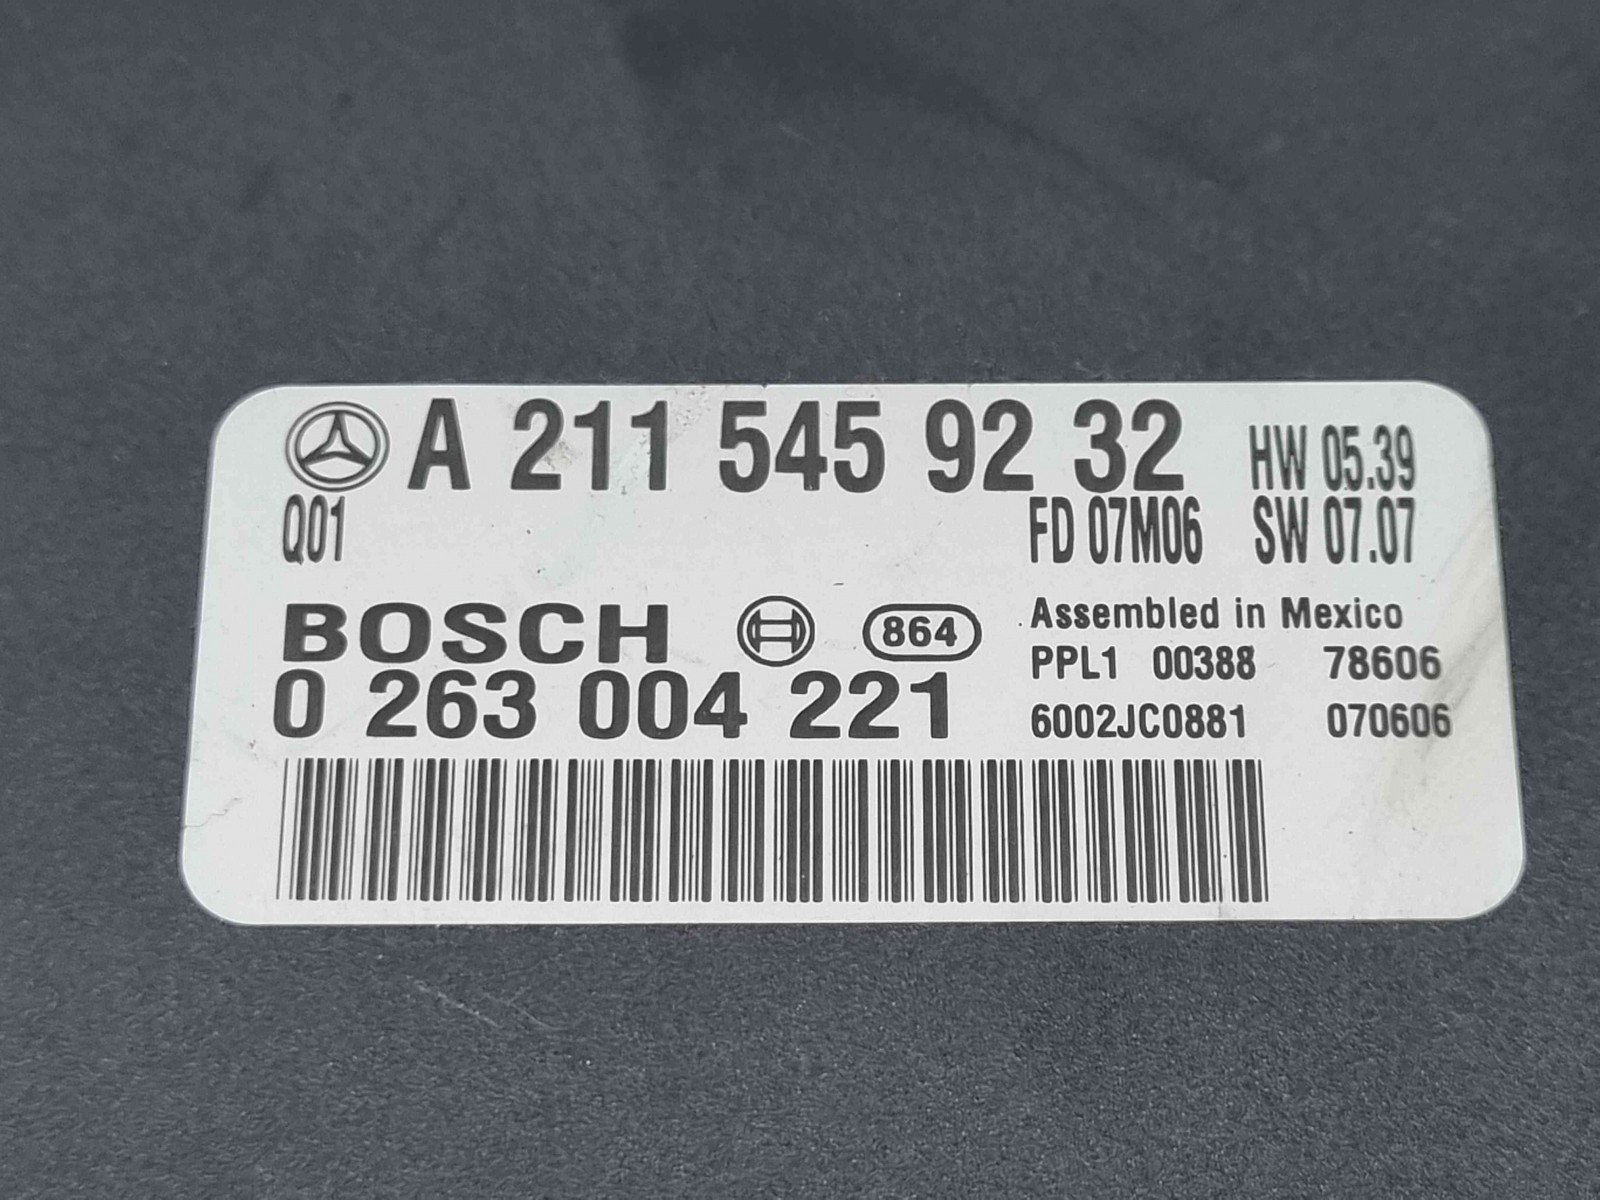 A 211 545 92 32 HW 05.39
Q01 FD 07M06 SW 07.07
BOSCH 864 Assembled in Mexico
PPL1 00388 78606
0 263 004 221 6002JC0881 070606